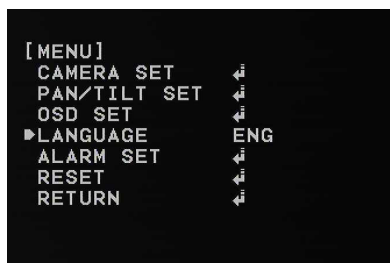 [MENU]
CAMERA SET ↲
PAN/TILT SET ↲
OSD SET ↲
▶LANGUAGE ENG
ALARM SET ↲
RESET ↲
RETURN ↲